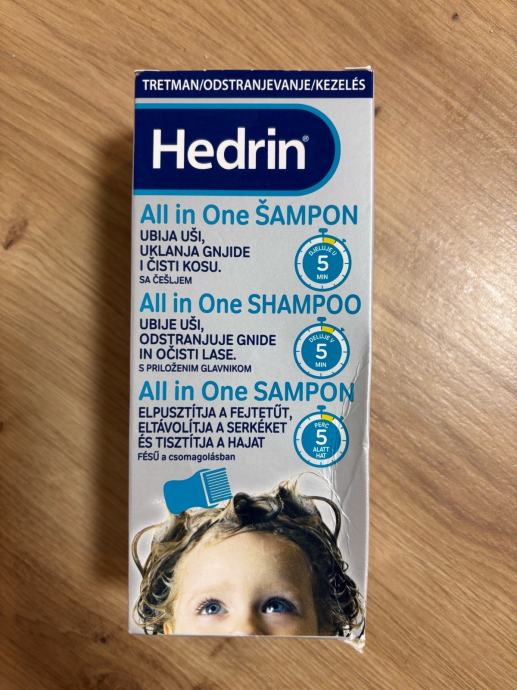 TRETMAN/ODSTRANJEVANJE/KEZELÉS
Hedrin®
All in One ŠAMPON
UBIJA UŠI,
UKLANJA GNJIDE
I ČISTI KOSU.
SA ČEŠLJEM
DJELUJE U
5
MIN
All in One SHAMPOO
UBIJE UŠI,
ODSTRANJUJE GNIDE
IN OČISTI LASE.
S PRILOŽENIM GLAVNIKOM
DELUJE V
5
MIN
All in One SAMPON
ELPUSZTÍTJA A FEJTETŰT,
ELTÁVOLÍTJA A SERKÉKET
ÉS TISZTÍTJA A HAJAT
FÉSŰ a csomagolásban
PERC
5
ALATT
HAT